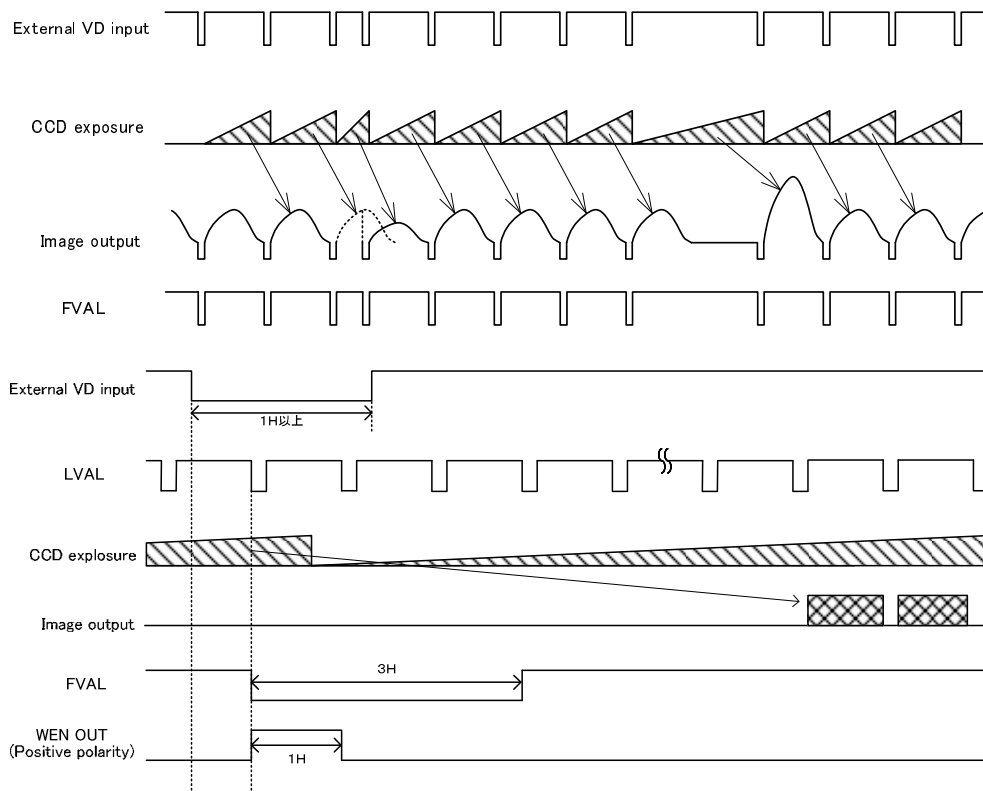 External VD input
CCD exposure
Image output
FVAL
External VD input
1H以上
LVAL
CCD explosure
Image output
3H
FVAL
WEN OUT
(Positive polarity)
1H